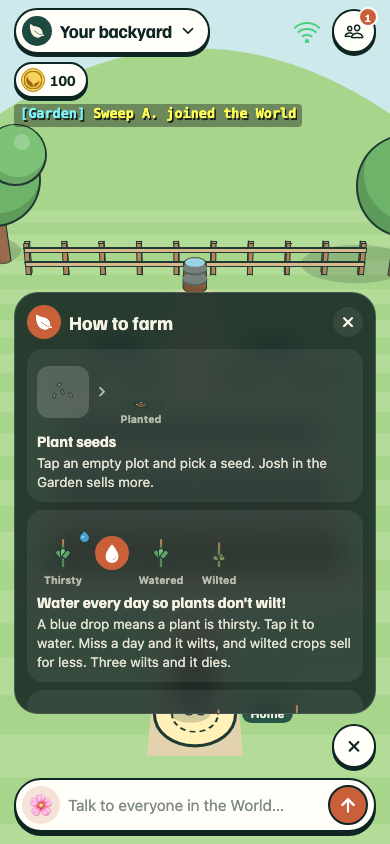 Your backyard
1
100
[Garden] Sweep A. joined the World
How to farm
Planted
Plant seeds
Tap an empty plot and pick a seed. Josh in the
Garden sells more.
Thirsty
Watered
Wilted
Water every day so plants don't wilt!
A blue drop means a plant is thirsty. Tap it to
water. Miss a day and it wilts, and wilted crops sell
for less. Three wilts and it dies.
Home
Talk to everyone in the World...